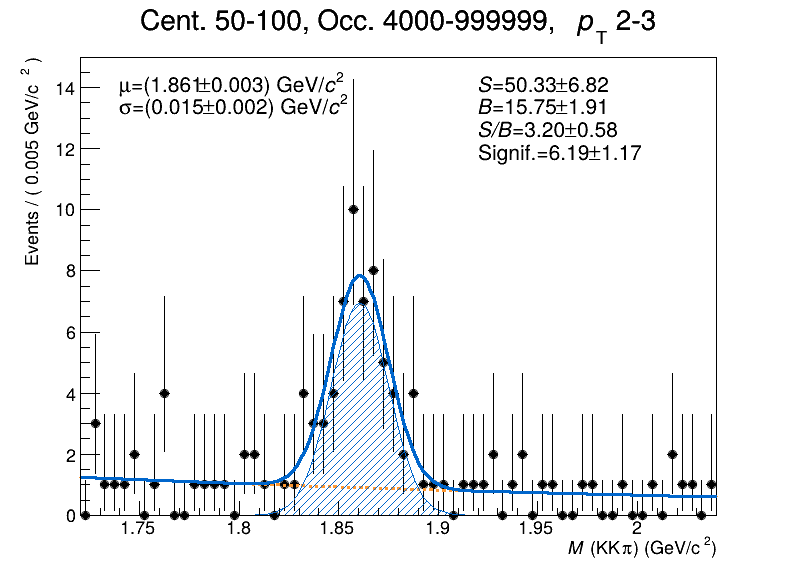 Cent. 50-100, Occ. 4000-999999, p_T 2-3
μ=(1.861±0.003) GeV/c²
σ=(0.015±0.002) GeV/c²
S=50.33±6.82
B=15.75±1.91
S/B=3.20±0.58
Signif.=6.19±1.17
Events / ( 0.005 GeV/c² )
14
12
10
8
6
4
2
0
1.75 1.8 1.85 1.9 1.95 2
M (KKπ) (GeV/c²)